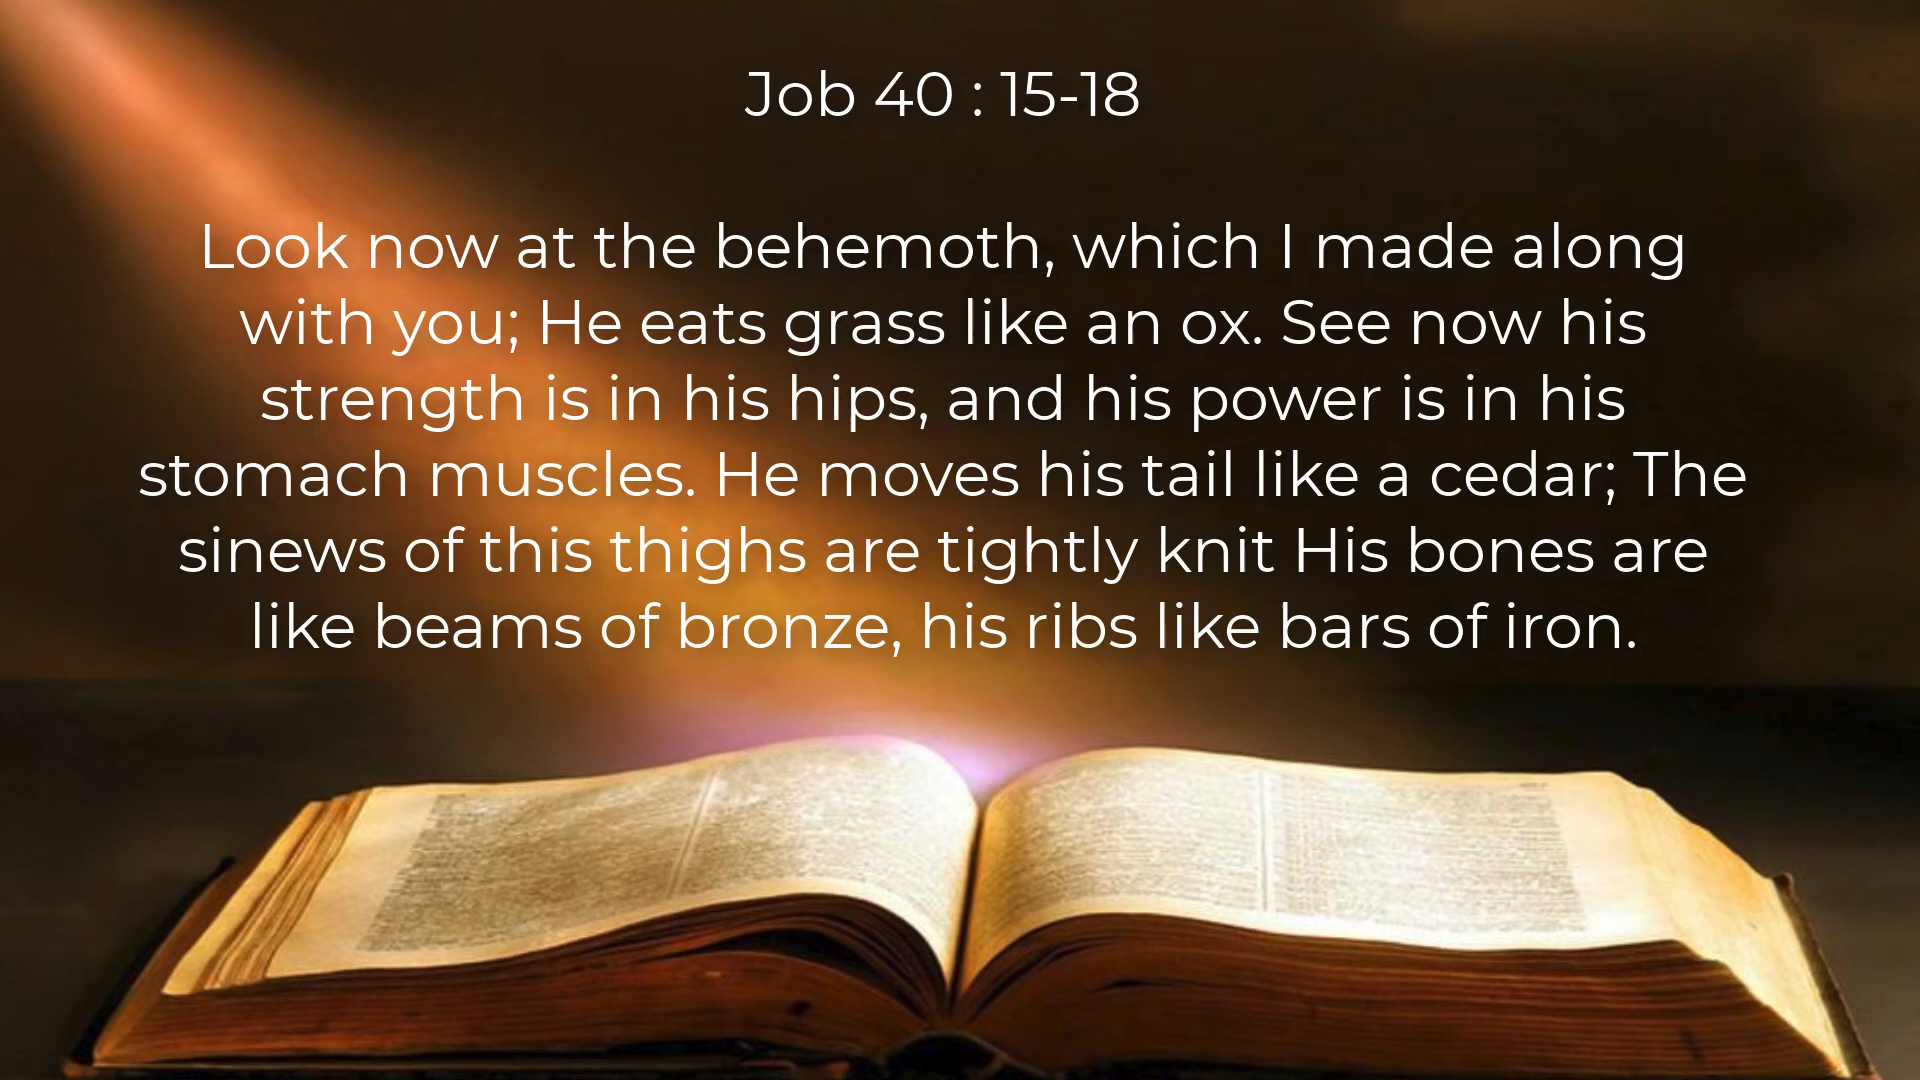 Job 40 : 15-18
Look now at the behemoth, which I made along
with you; He eats grass like an ox. See now his
strength is in his hips, and his power is in his
stomach muscles. He moves his tail like a cedar; The
sinews of this thighs are tightly knit His bones are
like beams of bronze, his ribs like bars of iron.